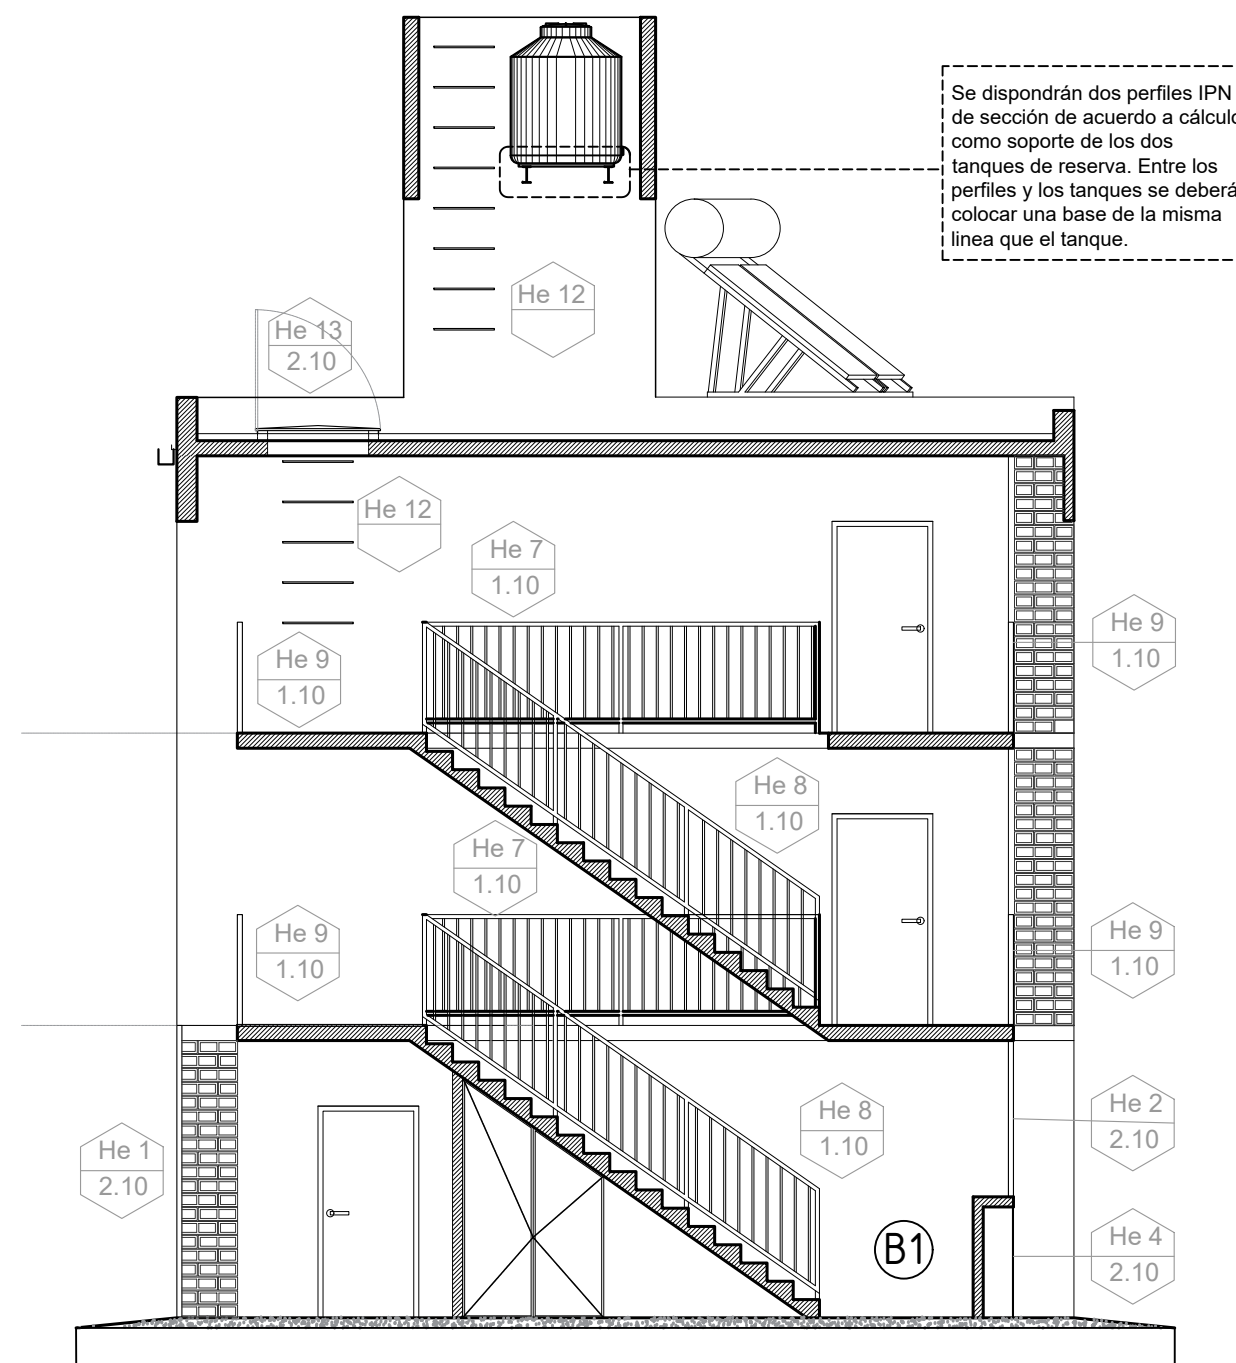 Se dispondrán dos perfiles IPN
de sección de acuerdo a cálculo
como soporte de los dos
tanques de reserva. Entre los
perfiles y los tanques se deberá
colocar una base de la misma
linea que el tanque.
He 12
He 13
2.10
He 12
He 7
1.10
He 9
1.10
He 9
1.10
He 8
1.10
He 7
1.10
He 9
1.10
He 9
1.10
He 8
1.10
He 2
2.10
He 1
2.10
B1
He 4
2.10